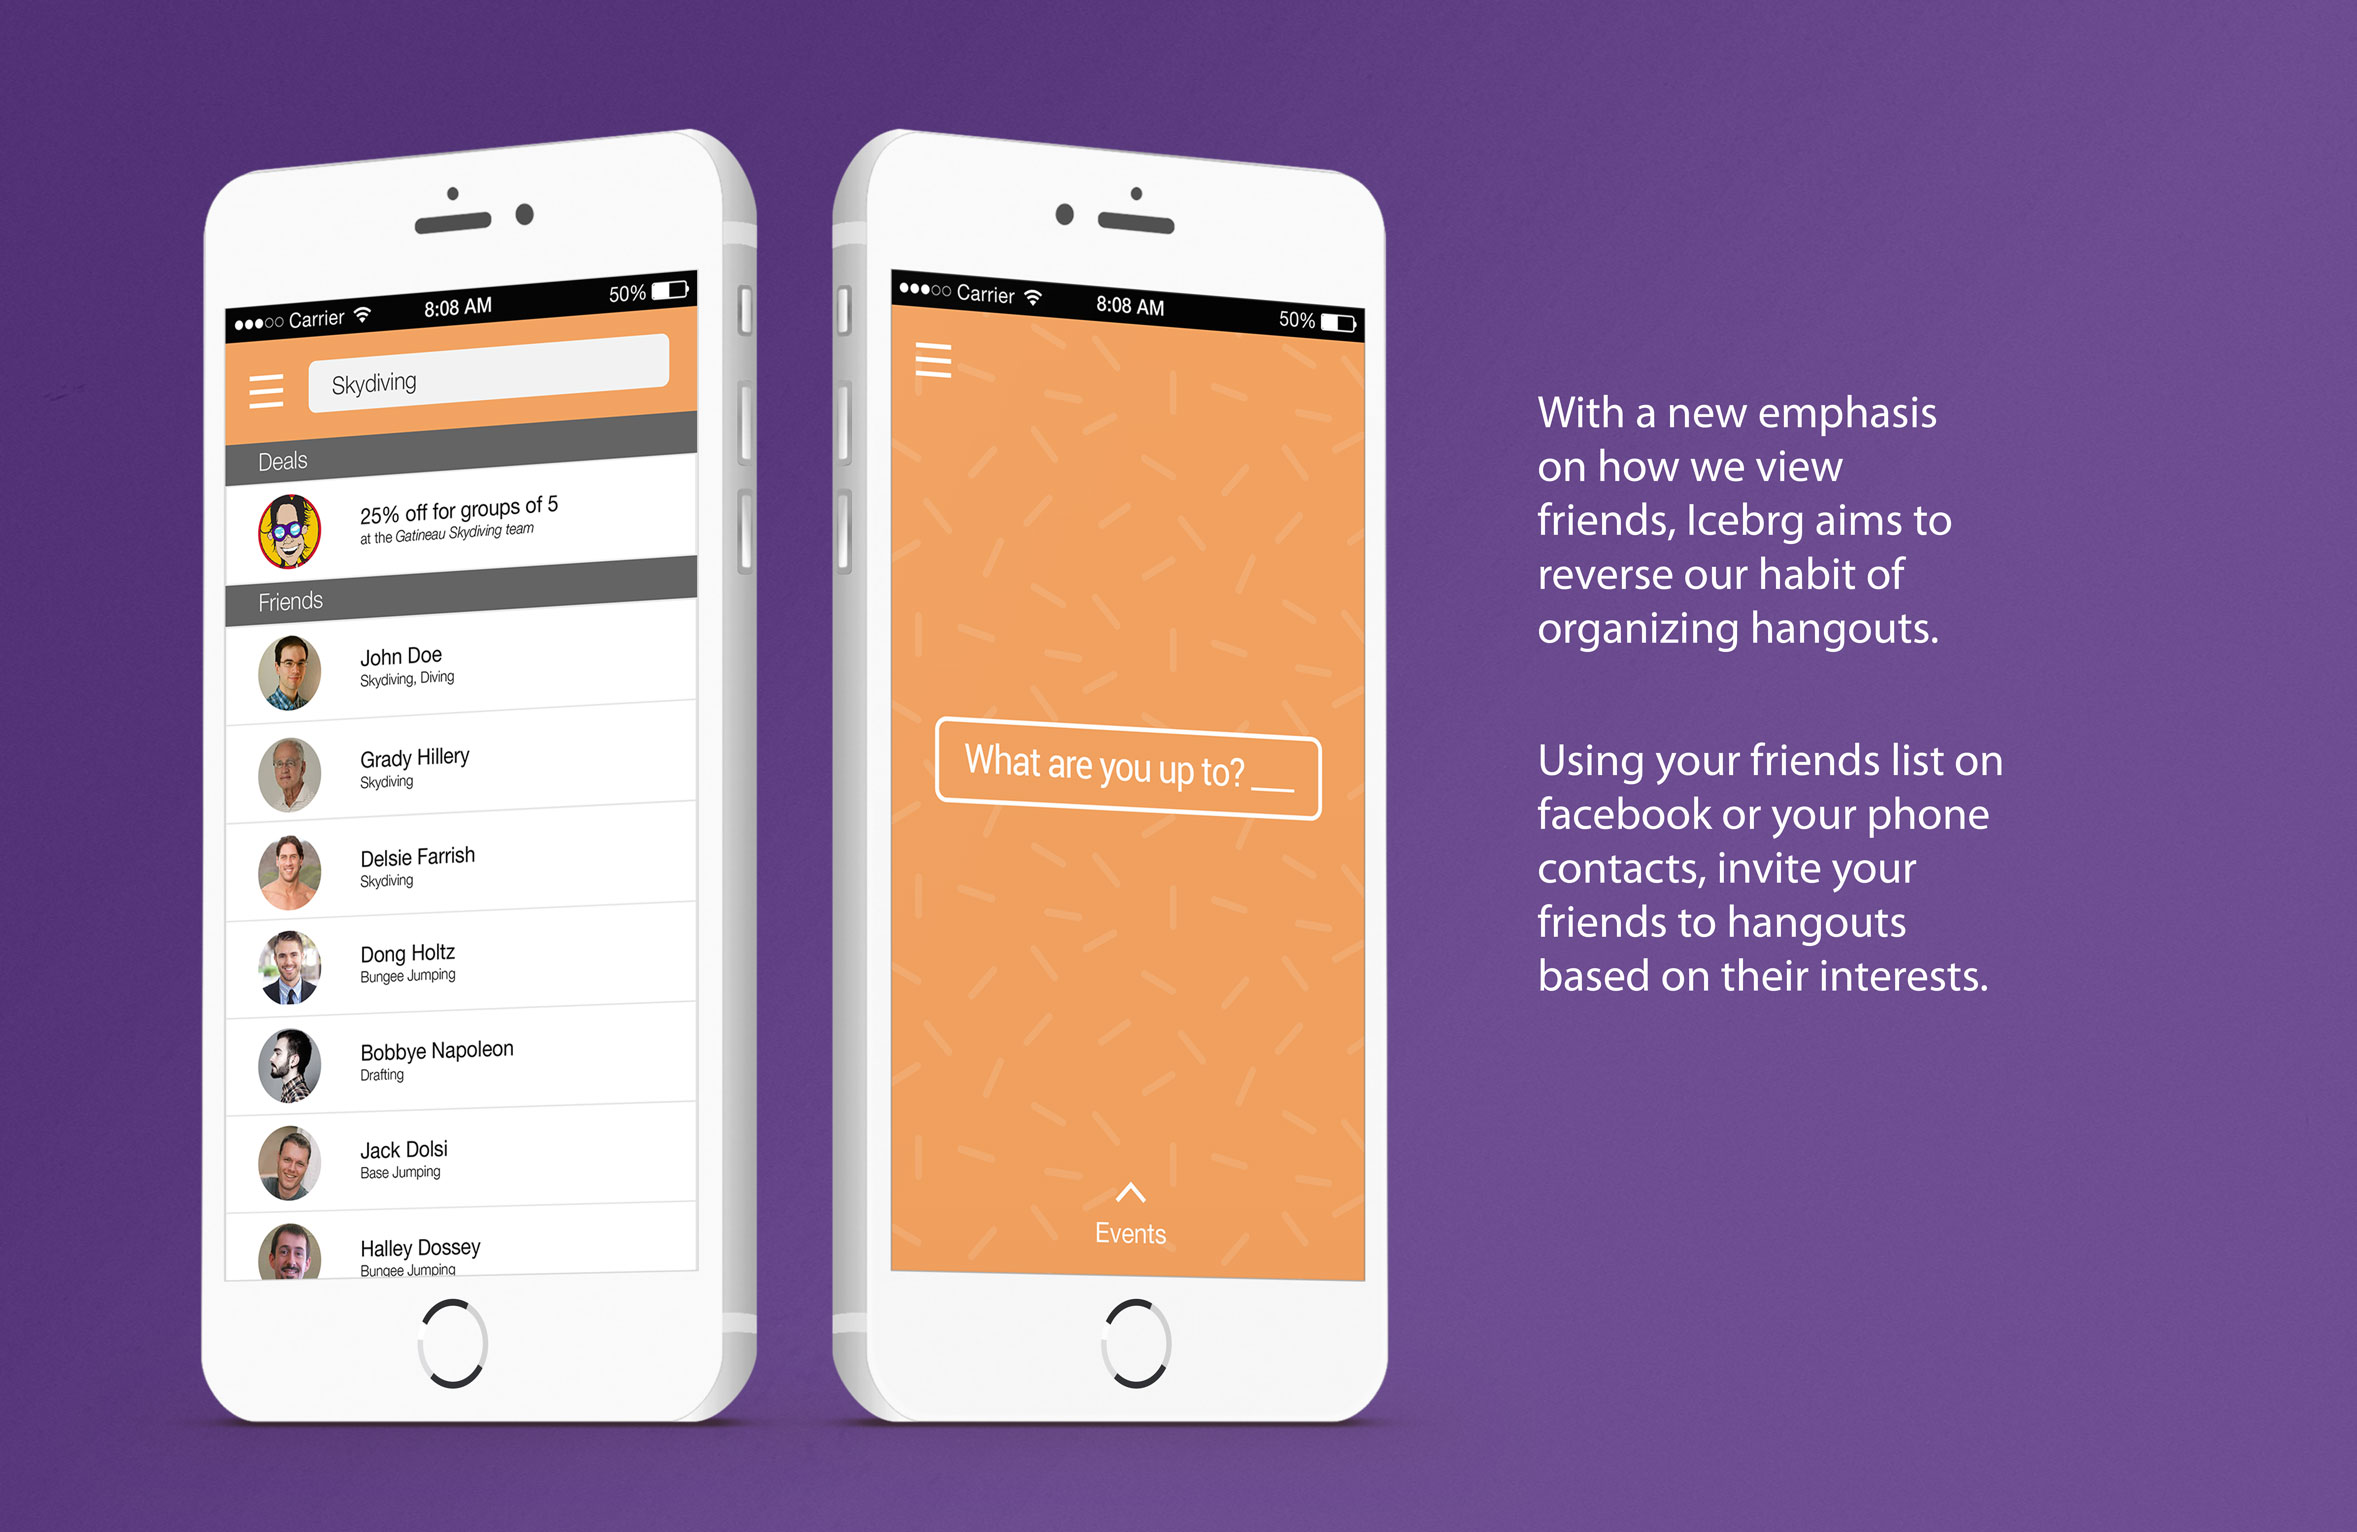 Carrier 8:08 AM 50%
Skydiving
Deals
25% off for groups of 5
at the Gatineau Skydiving team
Friends
John Doe
Skydiving, Diving
Grady Hillery
Skydiving
Delsie Farrish
Skydiving
Dong Holtz
Bungee Jumping
Bobbye Napoleon
Drafting
Jack Dolsi
Base Jumping
Halley Dossey
Bungee Jumping
Carrier 8:08 AM 50%
What are you up to? __
Events
With a new emphasis
on how we view
friends, Icebrg aims to
reverse our habit of
organizing hangouts.
Using your friends list on
facebook or your phone
contacts, invite your
friends to hangouts
based on their interests.